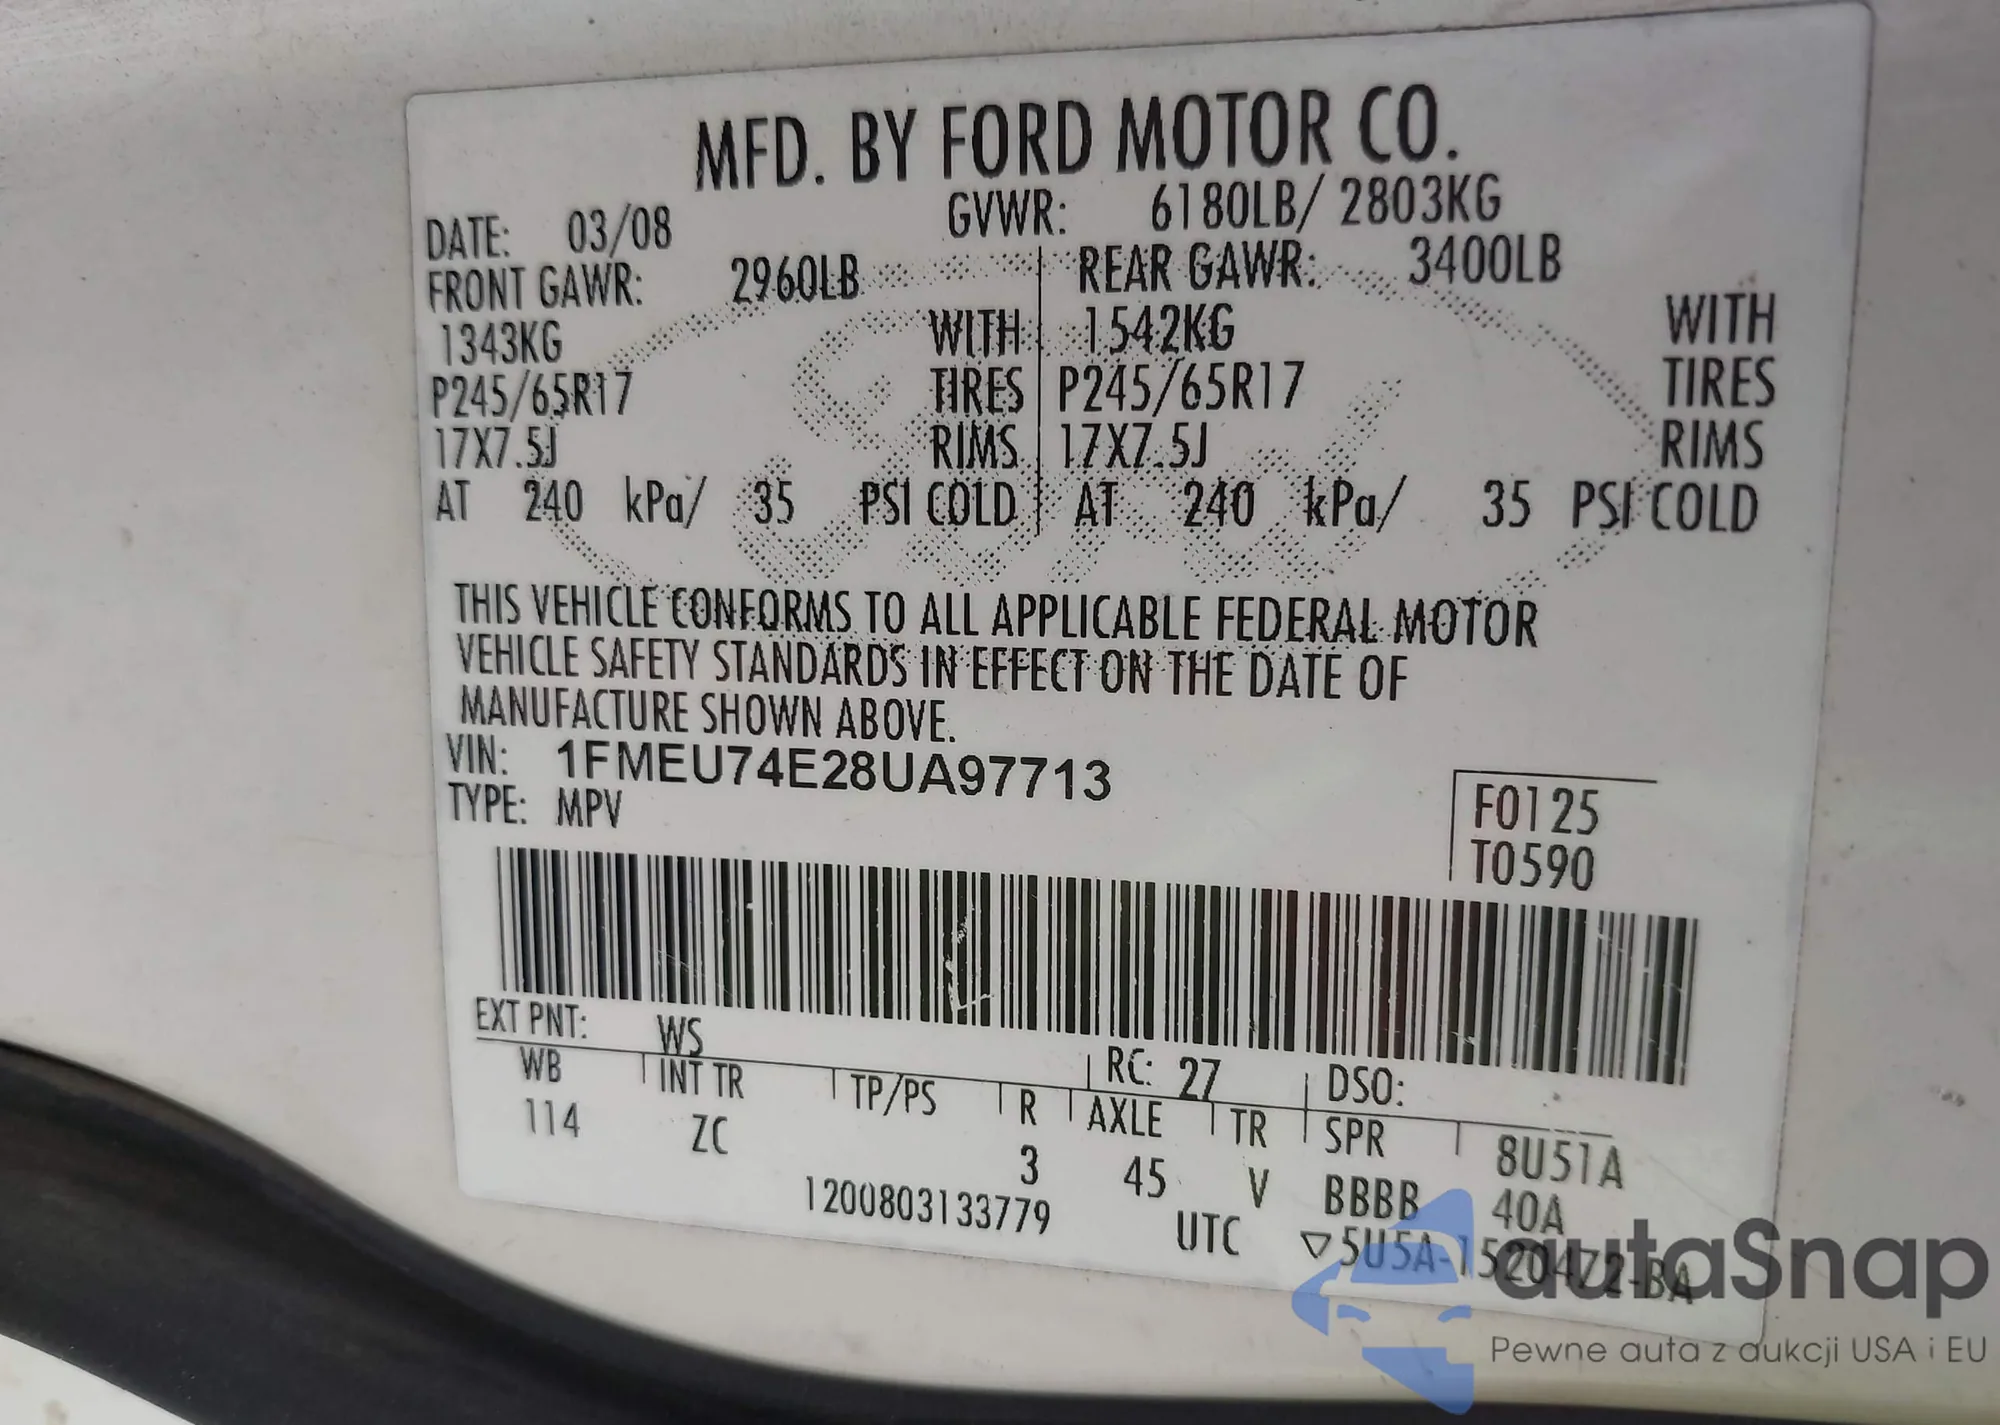 MFD. BY FORD MOTOR CO.
DATE: 03/08 GVWR: 6180LB/ 2803KG
FRONT GAWR: 2960LB REAR GAWR: 3400LB
1343KG WITH 1542KG WITH
P245/65R17 TIRES P245/65R17 TIRES
17X7.5J RIMS 17X7.5J RIMS
AT 240 kPa/ 35 PSI COLD AT 240 kPa/ 35 PSI COLD
THIS VEHICLE CONFORMS TO ALL APPLICABLE FEDERAL MOTOR
VEHICLE SAFETY STANDARDS IN EFFECT ON THE DATE OF
MANUFACTURE SHOWN ABOVE.
VIN: 1FMEU74E28UA97713
TYPE: MPV
F0125
T0590
EXT PNT: WS RC: 27 DSO:
WB INT TR TP/PS R AXLE TR SPR 8U51A
114 ZC 3 45 V BBBB 40A
1200803133779 UTC ▽5U5A-1520472-BA
autaSnap
Pewne auta z aukcji USA i EU